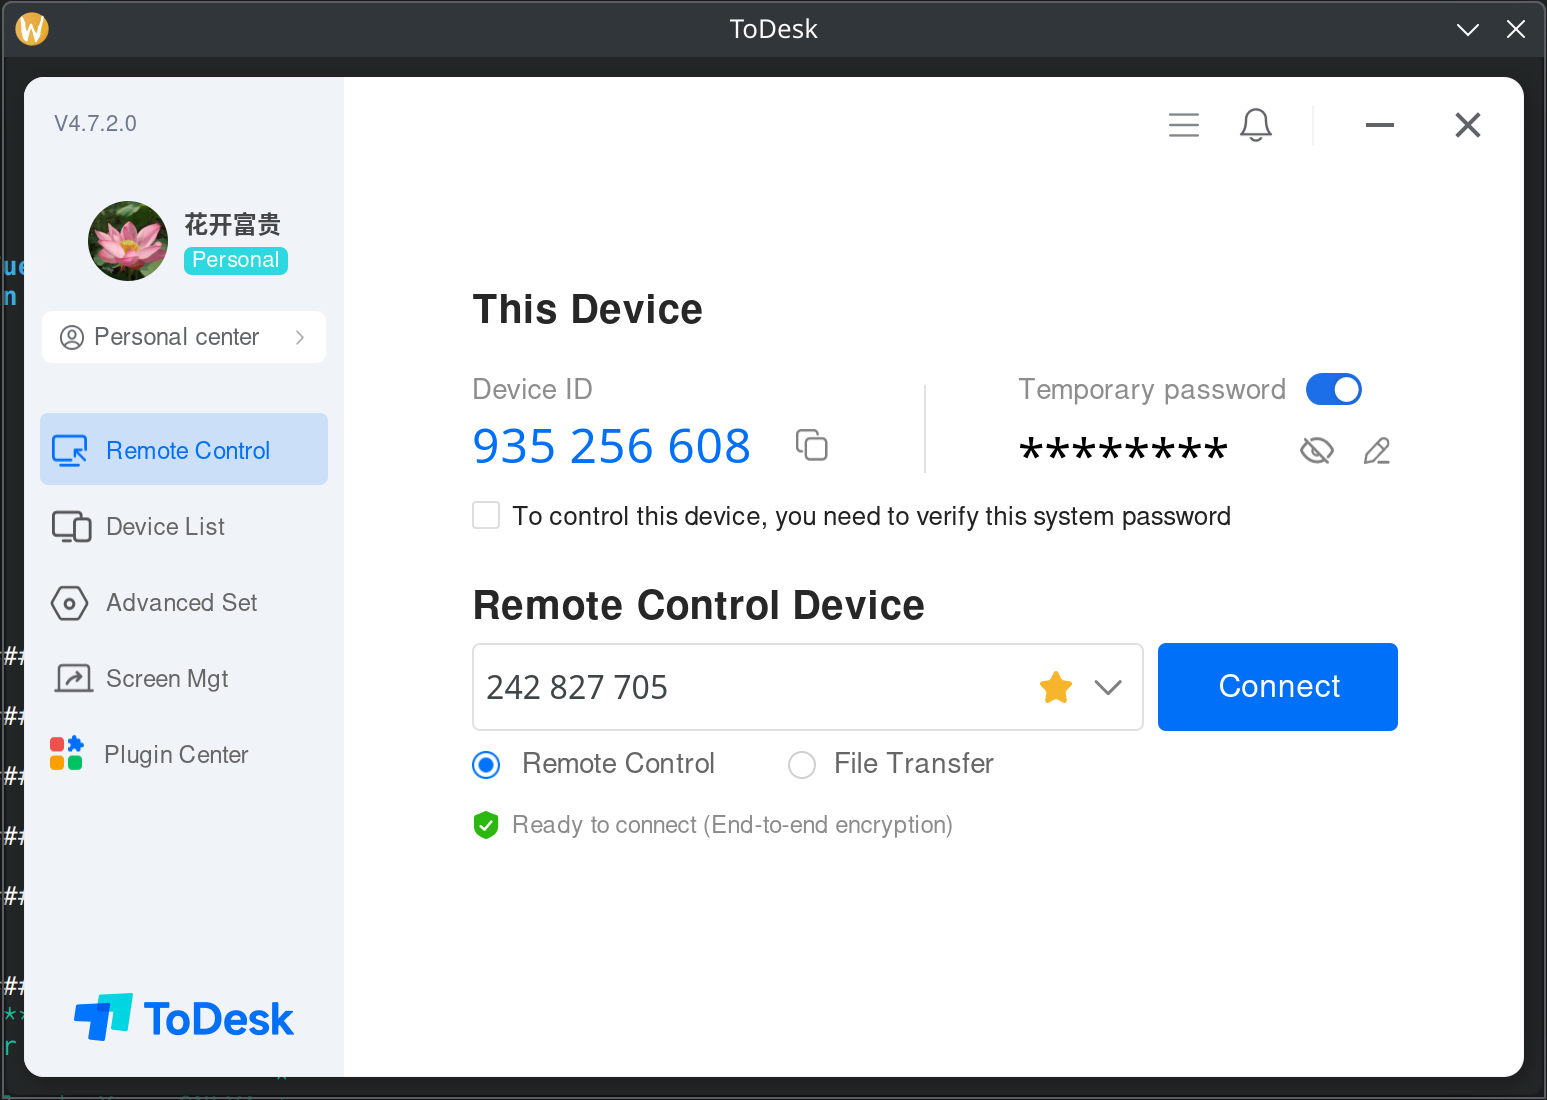 ToDesk
V4.7.2.0
花开富贵
Personal
Personal center
Remote Control
Device List
Advanced Set
Screen Mgt
Plugin Center
ToDesk
This Device
Device ID
935 256 608
Temporary password
********
To control this device, you need to verify this system password
Remote Control Device
242 827 705
Connect
Remote Control
File Transfer
Ready to connect (End-to-end encryption)
ue
n
##
##
##
##
##
##
**
r